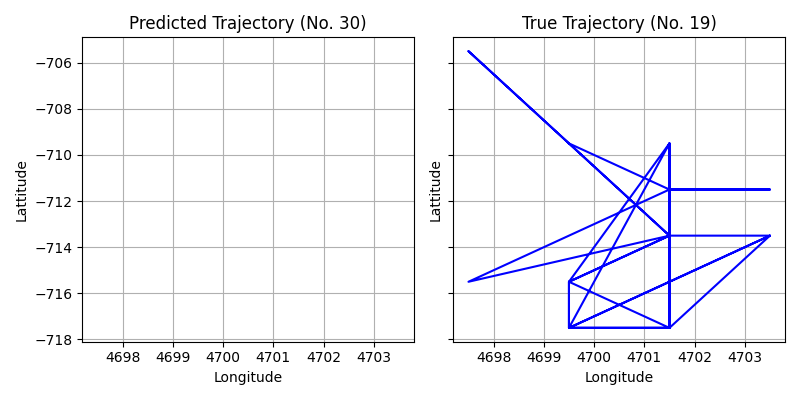 Predicted Trajectory (No. 30)
True Trajectory (No. 19)
Lattitude
−706
−708
−710
−712
−714
−716
−718
4698 4699 4700 4701 4702 4703
Longitude
Lattitude
4698 4699 4700 4701 4702 4703
Longitude